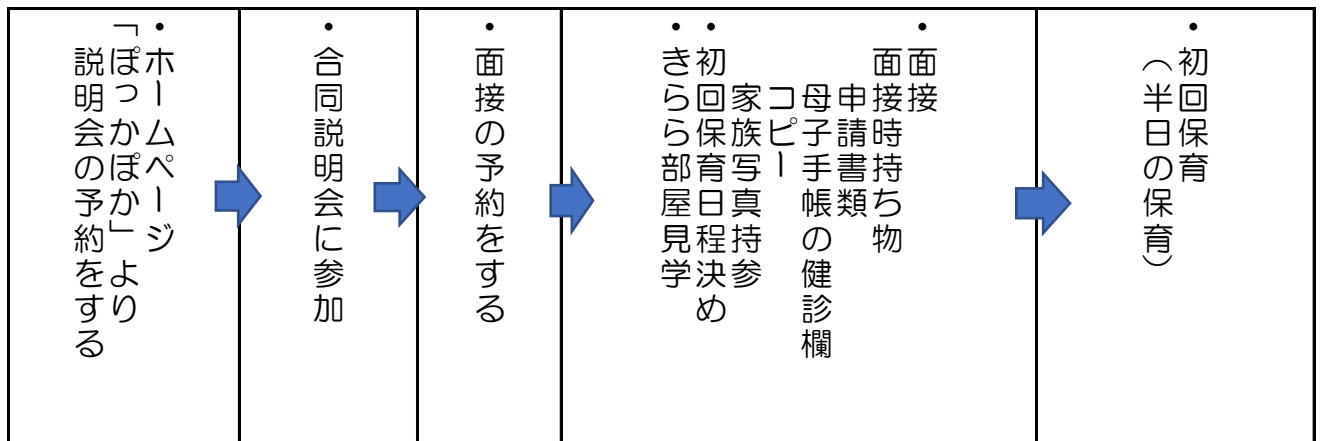 ・ホームページ
「ぽっかぽか」より
説明会の予約をする
・合同説明会に参加
・面接の予約をする
・面接
面接時持ち物
申請書類
母子手帳の健診欄
コピー
家族写真持参
・初回保育日程決め
・きらら部屋見学
・初回保育
（半日の保育）